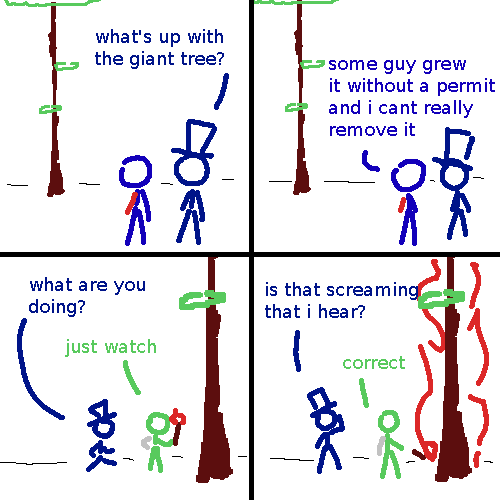 what's up with
the giant tree?
some guy grew
it without a permit
and i cant really
remove it
what are you
doing?
just watch
is that screaming
that i hear?
correct